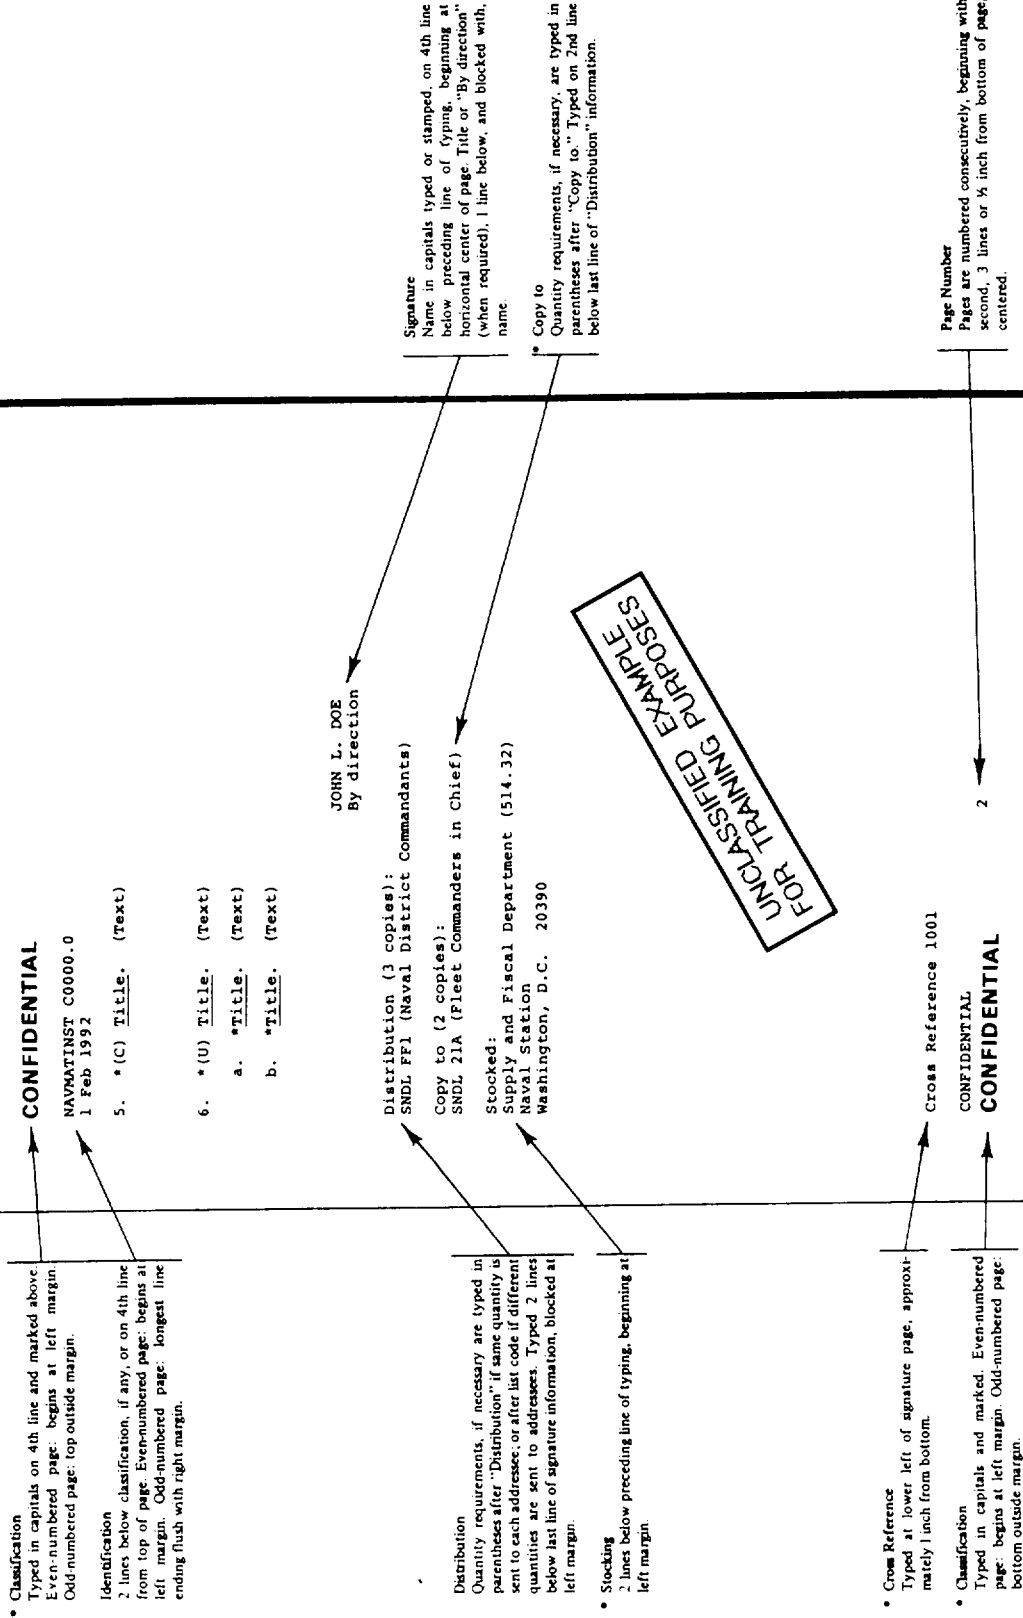 * Classification
Typed in capitals on 4th line and marked above.
Even-numbered page: begins at left margin.
Odd-numbered page: top outside margin.
Identification
2 lines below classification, if any, or on 4th line
from top of page. Even-numbered page: begins at
left margin. Odd-numbered page: longest line
ending flush with right margin.
Distribution
Quantity requirements, if necessary are typed in
parentheses after "Distribution" if same quantity is
sent to each addressee; or after list code if different
quantities are sent to addressees. Typed 2 lines
below last line of signature information, blocked at
left margin.
* Stocking
2 lines below preceding line of typing, beginning at
left margin.
* Cross Reference
Typed at lower left of signature page, approxi-
mately 1 inch from bottom.
* Classification
Typed in capitals and marked. Even-numbered
page: begins at left margin. Odd-numbered page:
bottom outside margin.
CONFIDENTIAL
NAVMATINST C0000.0
1 Feb 1992
5. *(C) Title. (Text)
6. *(U) Title. (Text)
a. *Title. (Text)
b. *Title. (Text)
JOHN L. DOE
By direction
Distribution (3 copies):
SNDL FF1 (Naval District Commandants)
Copy to (2 copies):
SNDL 21A (Fleet Commanders in Chief)
Stocked:
Supply and Fiscal Department (514.32)
Naval Station
Washington, D.C. 20390
UNCLASSIFIED EXAMPLE
FOR TRAINING PURPOSES
Cross Reference 1001
CONFIDENTIAL
CONFIDENTIAL
2
Signature
Name in capitals typed or stamped, on 4th line
below preceding line of typing, beginning at
horizontal center of page. Title or "By direction"
(when required), 1 line below, and blocked with,
name.
* Copy to
Quantity requirements, if necessary, are typed in
parentheses after "Copy to." Typed on 2nd line
below last line of "Distribution" information.
Page Number
Pages are numbered consecutively, beginning with
second, 3 lines or ½ inch from bottom of page,
centered.